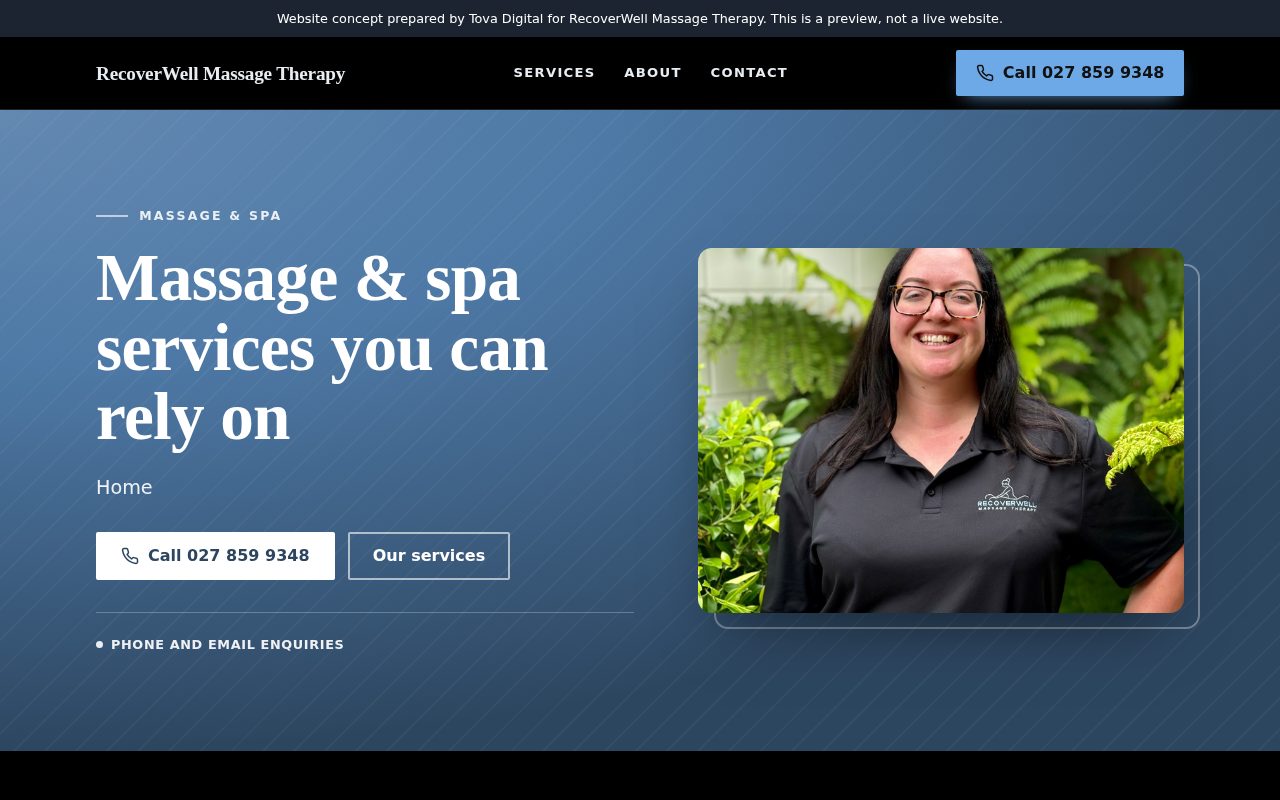 Website concept prepared by Tova Digital for RecoverWell Massage Therapy. This is a preview, not a live website.
RecoverWell Massage Therapy
SERVICES
ABOUT
CONTACT
Call 027 859 9348
MASSAGE & SPA
Massage & spa
services you can
rely on
Home
Call 027 859 9348
Our services
PHONE AND EMAIL ENQUIRIES
RECOVERWELL
MASSAGE THERAPY